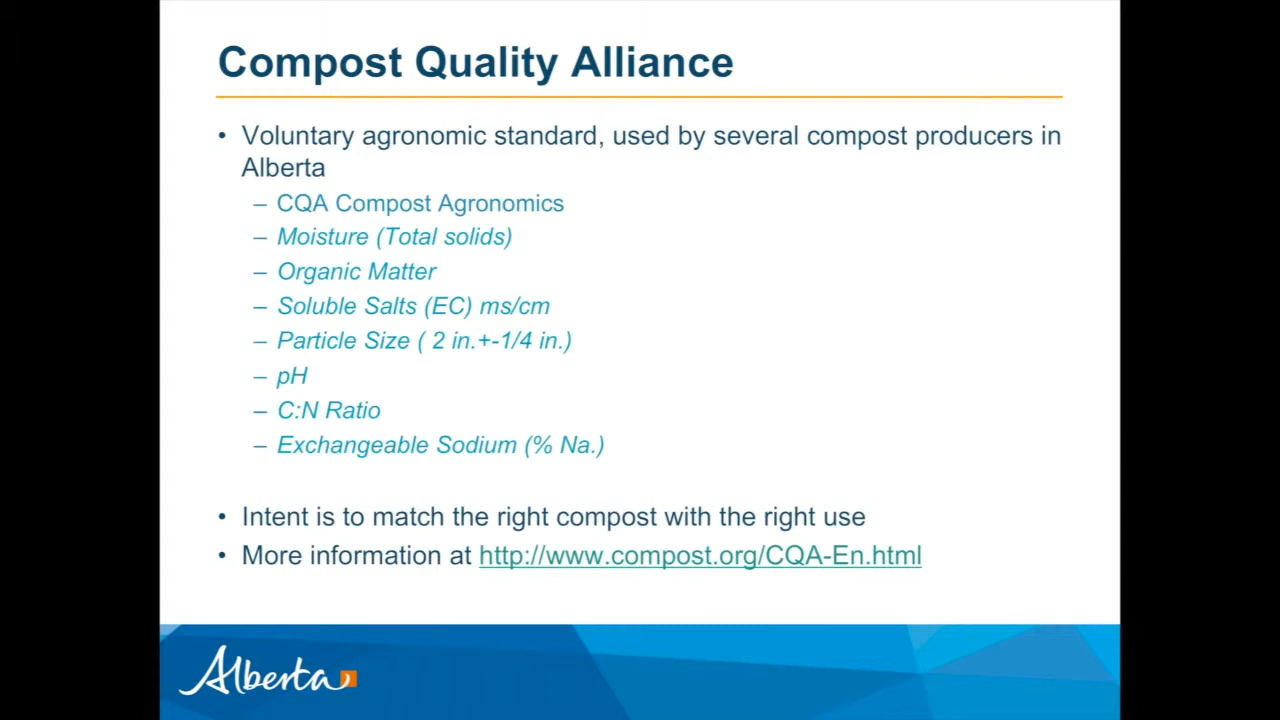 Compost Quality Alliance
• Voluntary agronomic standard, used by several compost producers in
Alberta
– CQA Compost Agronomics
– Moisture (Total solids)
– Organic Matter
– Soluble Salts (EC) ms/cm
– Particle Size ( 2 in.+-1/4 in.)
– pH
– C:N Ratio
– Exchangeable Sodium (% Na.)
• Intent is to match the right compost with the right use
• More information at http://www.compost.org/CQA-En.html
Alberta